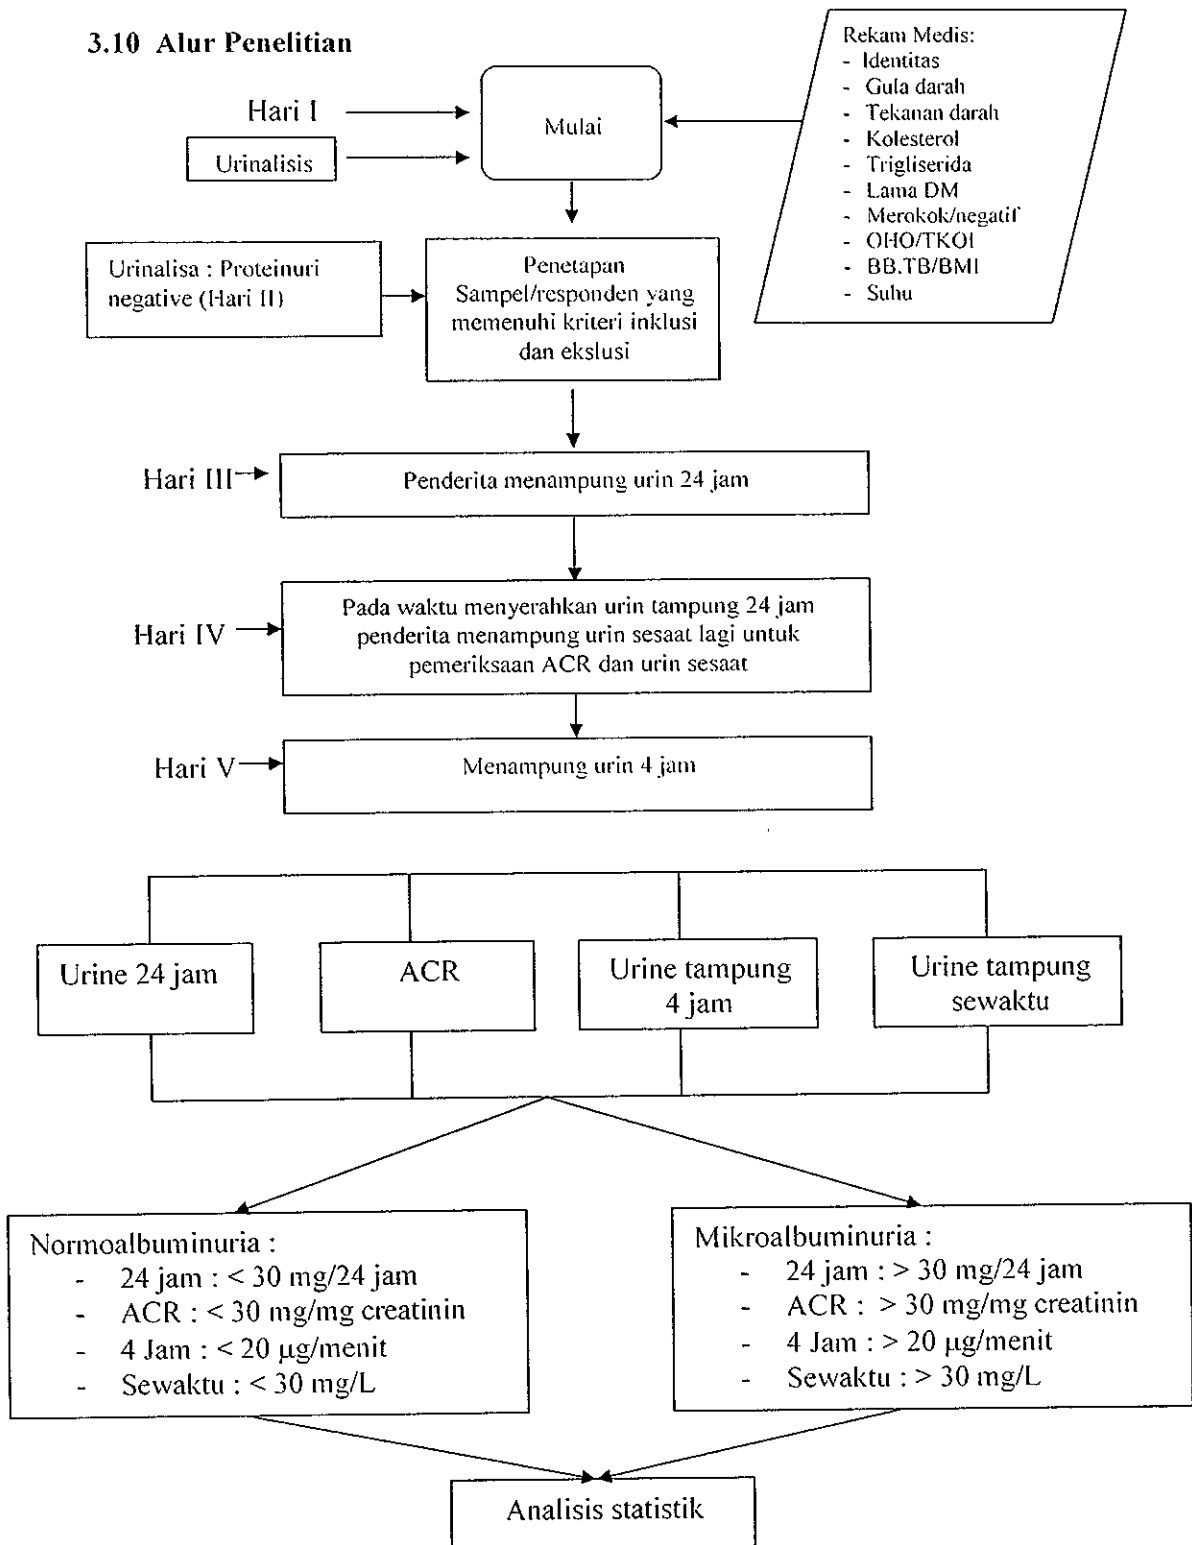 3.10 Alur Penelitian
Rekam Medis:
- Identitas
- Gula darah
- Tekanan darah
- Kolesterol
- Trigliserida
- Lama DM
- Merokok/negatif
- OHO/TKOI
- BB.TB/BMI
- Suhu
Hari I
Mulai
Urinalisis
Urinalisa : Proteinuri
negative (Hari II)
Penetapan
Sampel/responden yang
memenuhi kriteri inklusi
dan ekslusi
Hari III
Penderita menampung urin 24 jam
Hari IV
Pada waktu menyerahkan urin tampung 24 jam
penderita menampung urin sesaat lagi untuk
pemeriksaan ACR dan urin sesaat
Hari V
Menampung urin 4 jam
Urine 24 jam
ACR
Urine tampung
4 jam
Urine tampung
sewaktu
Normoalbuminuria :
- 24 jam : < 30 mg/24 jam
- ACR : < 30 mg/mg creatinin
- 4 Jam : < 20 µg/menit
- Sewaktu : < 30 mg/L
Mikroalbuminuria :
- 24 jam : > 30 mg/24 jam
- ACR : > 30 mg/mg creatinin
- 4 Jam : > 20 µg/menit
- Sewaktu : > 30 mg/L
Analisis statistik